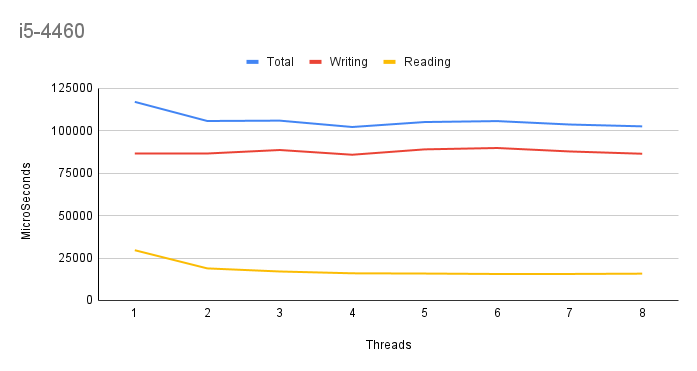 i5-4460
Total Writing Reading
125000
100000
75000
50000
25000
0
MicroSeconds
1 2 3 4 5 6 7 8
Threads